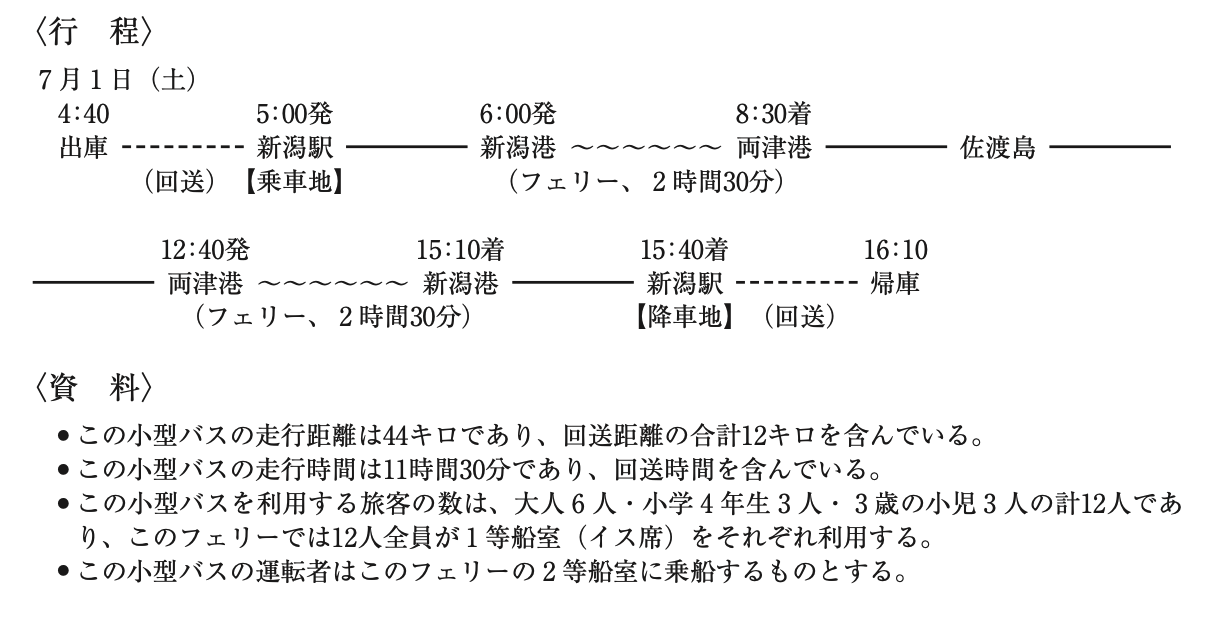 〈行　程〉
７月１日（土）
4:40　5:00発　6:00発　8:30着
出庫 --------- 新潟駅 ――― 新潟港 ～～～～～～ 両津港 ――― 佐渡島 ―――
（回送）【乗車地】　（フェリー、２時間30分）
12:40発　15:10着　15:40着　16:10
――― 両津港 ～～～～～～ 新潟港 ――― 新潟駅 --------- 帰庫
（フェリー、２時間30分）　【降車地】（回送）
〈資　料〉
●この小型バスの走行距離は44キロであり、回送距離の合計12キロを含んでいる。
●この小型バスの走行時間は11時間30分であり、回送時間を含んでいる。
●この小型バスを利用する旅客の数は、大人６人・小学４年生３人・３歳の小児３人の計12人であ
り、このフェリーでは12人全員が１等船室（イス席）をそれぞれ利用する。
●この小型バスの運転者はこのフェリーの２等船室に乗船するものとする。